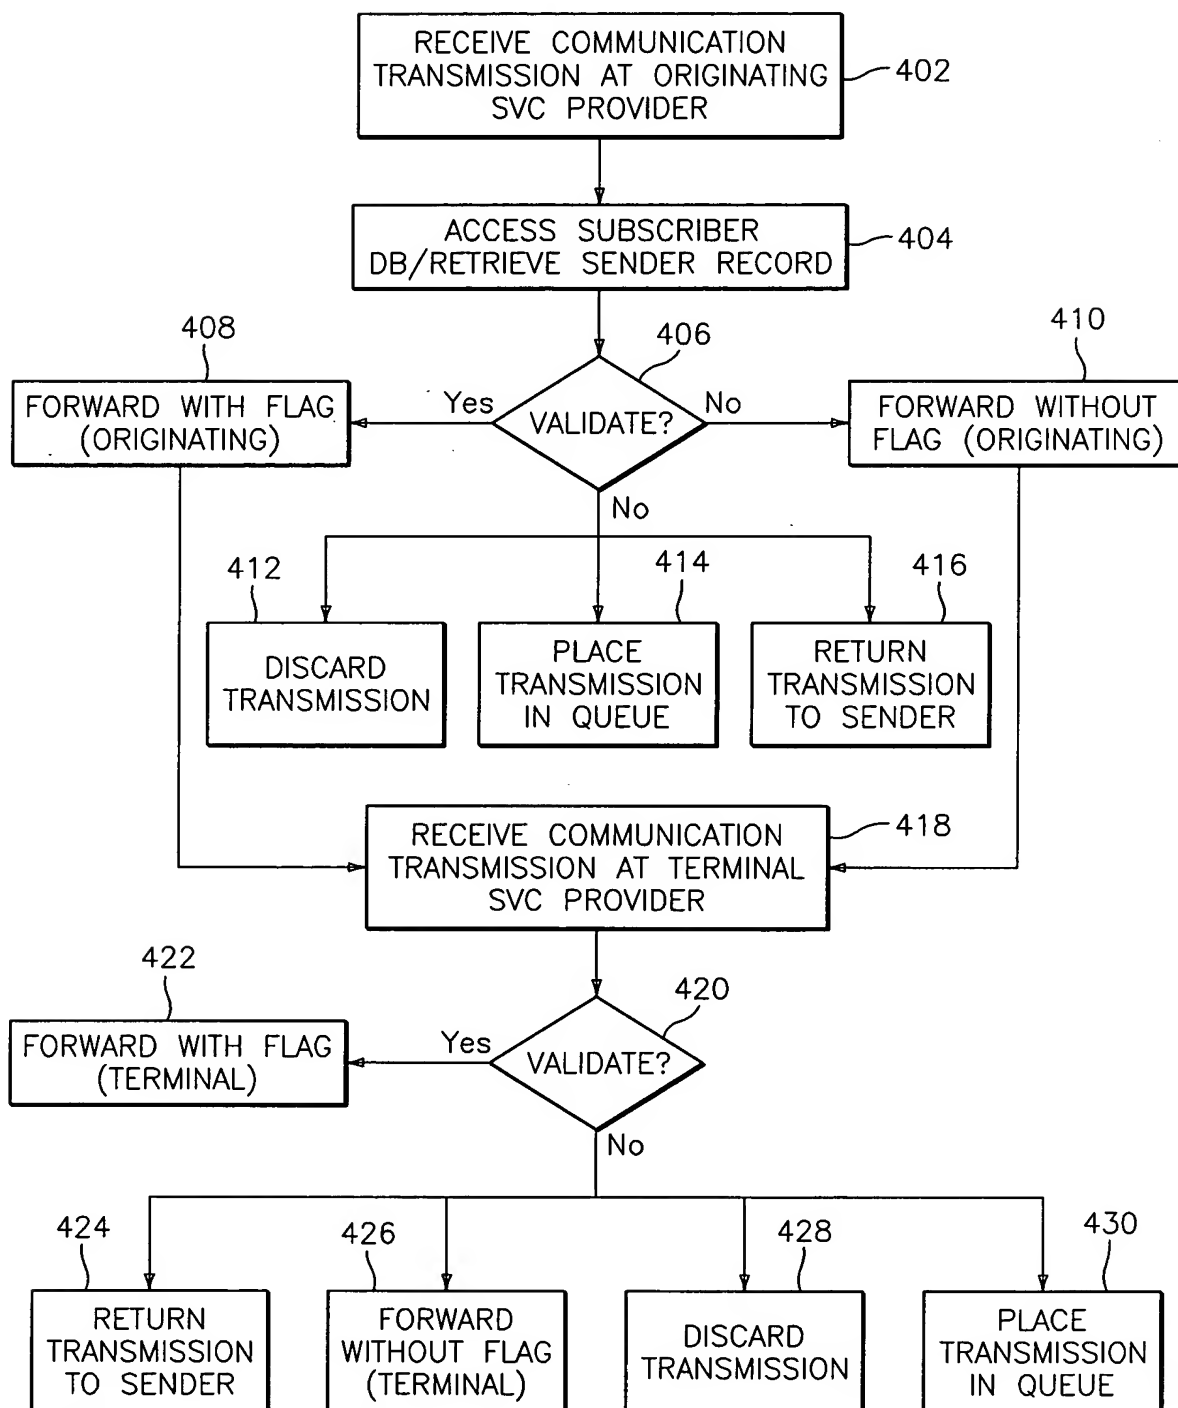 RECEIVE COMMUNICATION
TRANSMISSION AT ORIGINATING
SVC PROVIDER
402
ACCESS SUBSCRIBER
DB/RETRIEVE SENDER RECORD
404
408
406
410
FORWARD WITH FLAG
(ORIGINATING)
Yes
VALIDATE?
No
FORWARD WITHOUT
FLAG (ORIGINATING)
No
412
414
416
DISCARD
TRANSMISSION
PLACE
TRANSMISSION
IN QUEUE
RETURN
TRANSMISSION
TO SENDER
RECEIVE COMMUNICATION
TRANSMISSION AT TERMINAL
SVC PROVIDER
418
422
420
FORWARD WITH FLAG
(TERMINAL)
Yes
VALIDATE?
No
424
426
428
430
RETURN
TRANSMISSION
TO SENDER
FORWARD
WITHOUT FLAG
(TERMINAL)
DISCARD
TRANSMISSION
PLACE
TRANSMISSION
IN QUEUE